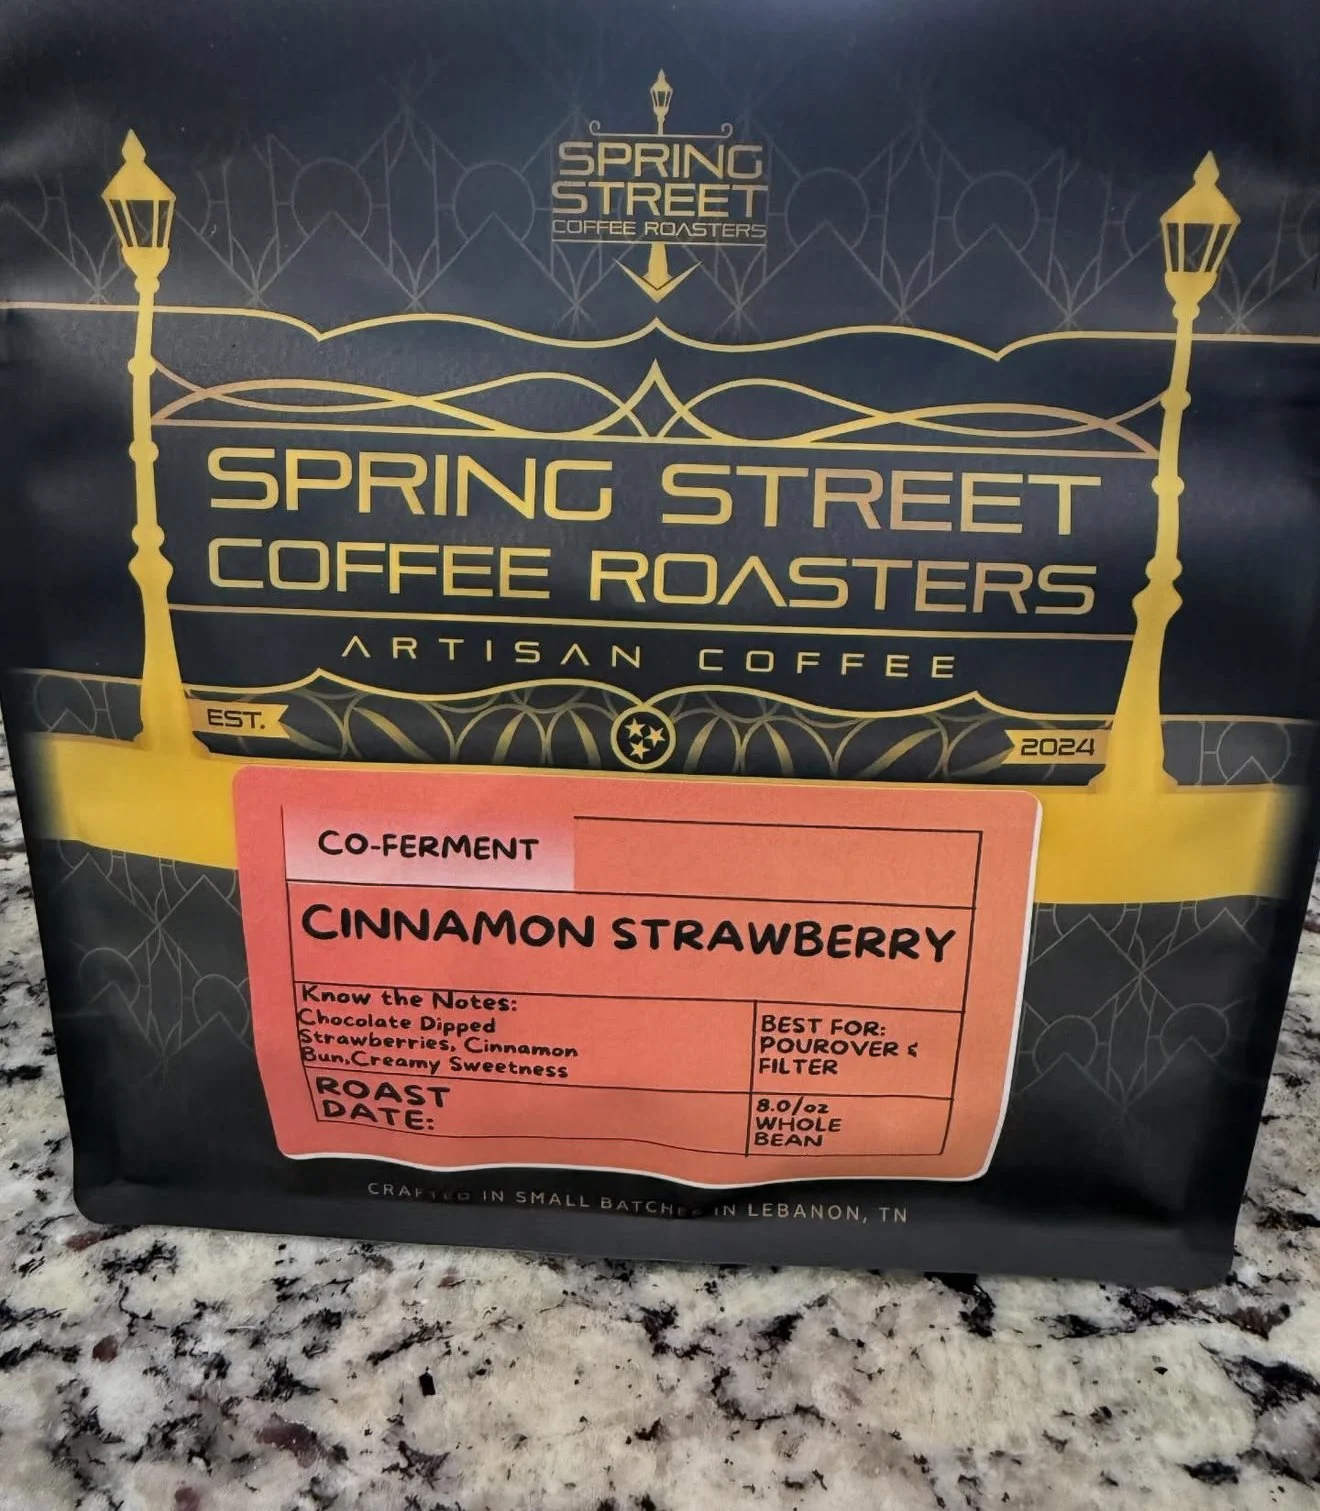 SPRING
STREET
COFFEE ROASTERS
SPRING STREET
COFFEE ROASTERS
ARTISAN COFFEE
EST.
2024
CO-FERMENT
CINNAMON STRAWBERRY
Know the Notes:
Chocolate Dipped
Strawberries, Cinnamon
Bun,Creamy Sweetness
BEST FOR:
POUROVER &
FILTER
ROAST
DATE:
8.0/oz
WHOLE
BEAN
CRAFTED IN SMALL BATCHES IN LEBANON, TN